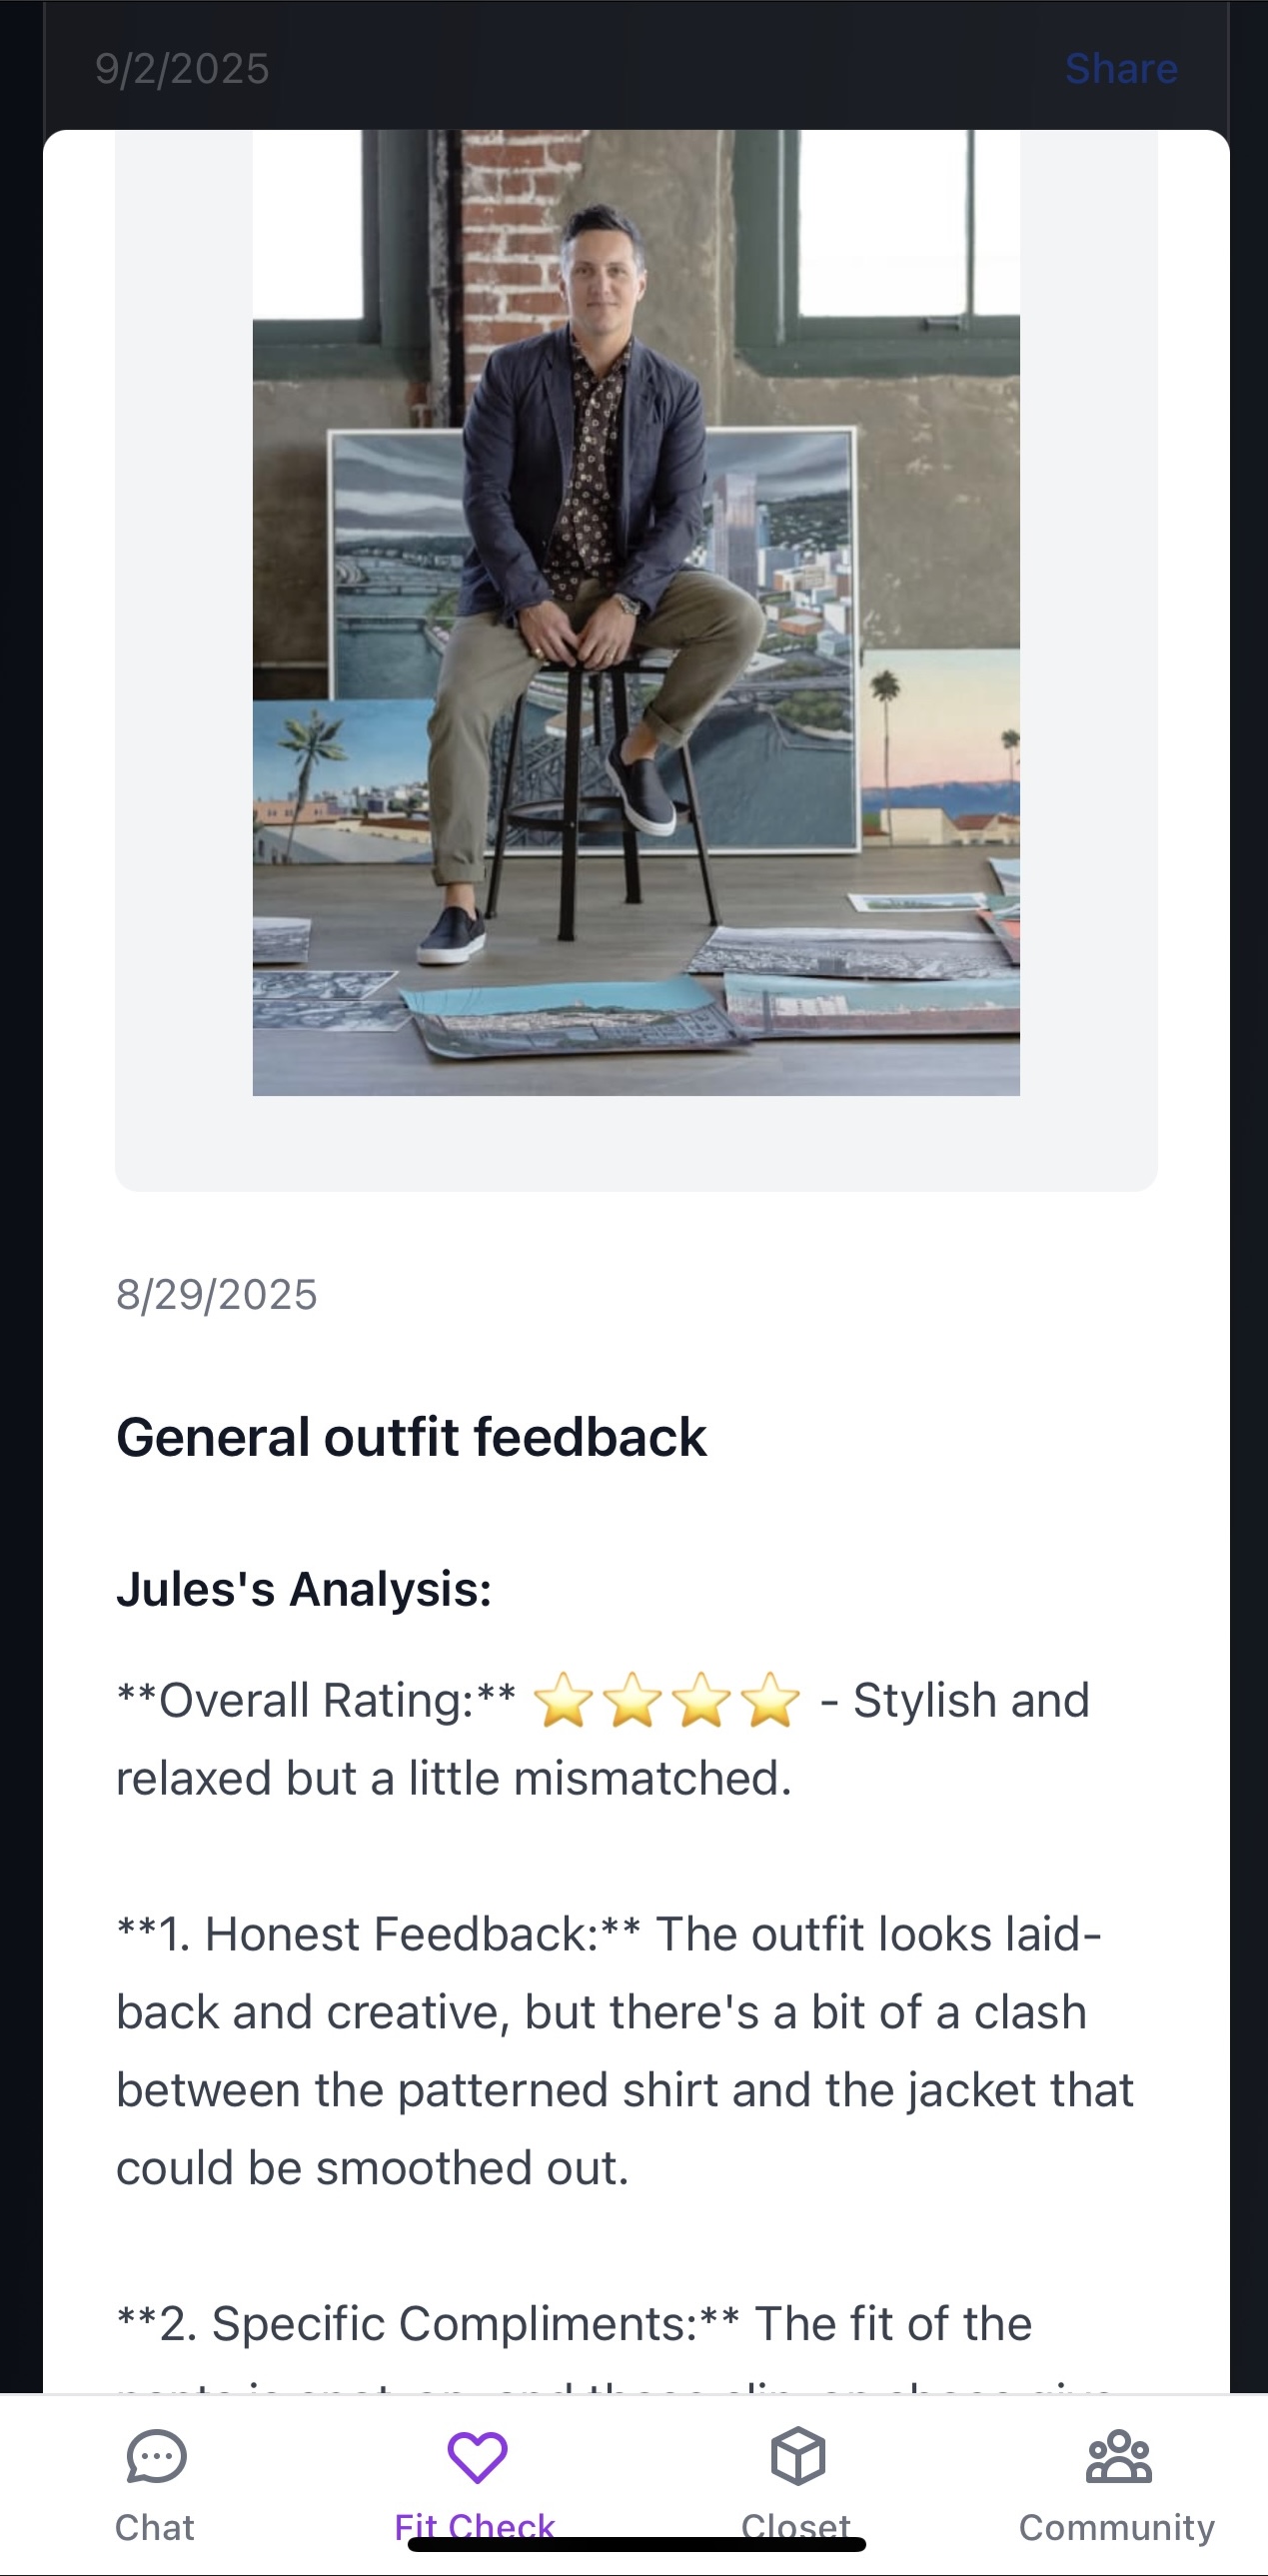 9/2/2025
Share
8/29/2025
General outfit feedback
Jules's Analysis:
**Overall Rating:** ⭐⭐⭐⭐ - Stylish and
relaxed but a little mismatched.
**1. Honest Feedback:** The outfit looks laid-
back and creative, but there's a bit of a clash
between the patterned shirt and the jacket that
could be smoothed out.
**2. Specific Compliments:** The fit of the
Chat
Fit Check
Closet
Community